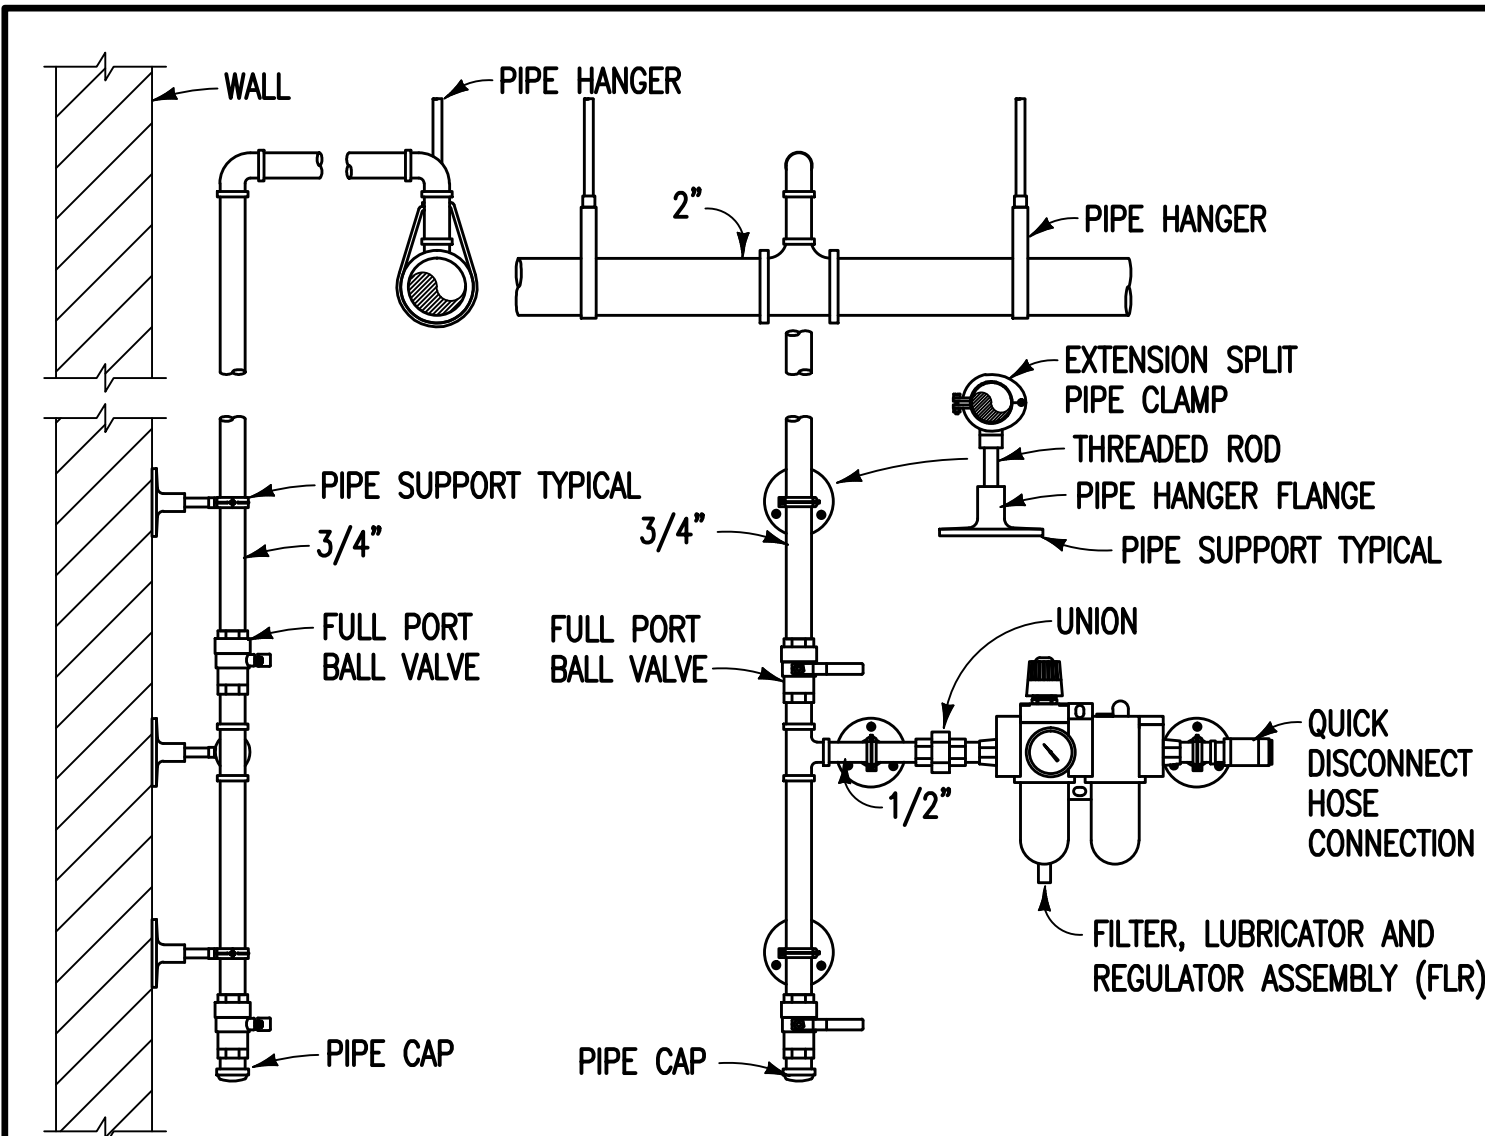 WALL
PIPE HANGER
2"
PIPE HANGER
EXTENSION SPLIT
PIPE CLAMP
THREADED ROD
PIPE SUPPORT TYPICAL
PIPE HANGER FLANGE
3/4"
3/4"
PIPE SUPPORT TYPICAL
FULL PORT
BALL VALVE
FULL PORT
BALL VALVE
UNION
QUICK
DISCONNECT
HOSE
CONNECTION
1/2"
FILTER, LUBRICATOR AND
REGULATOR ASSEMBLY (FLR)
PIPE CAP
PIPE CAP